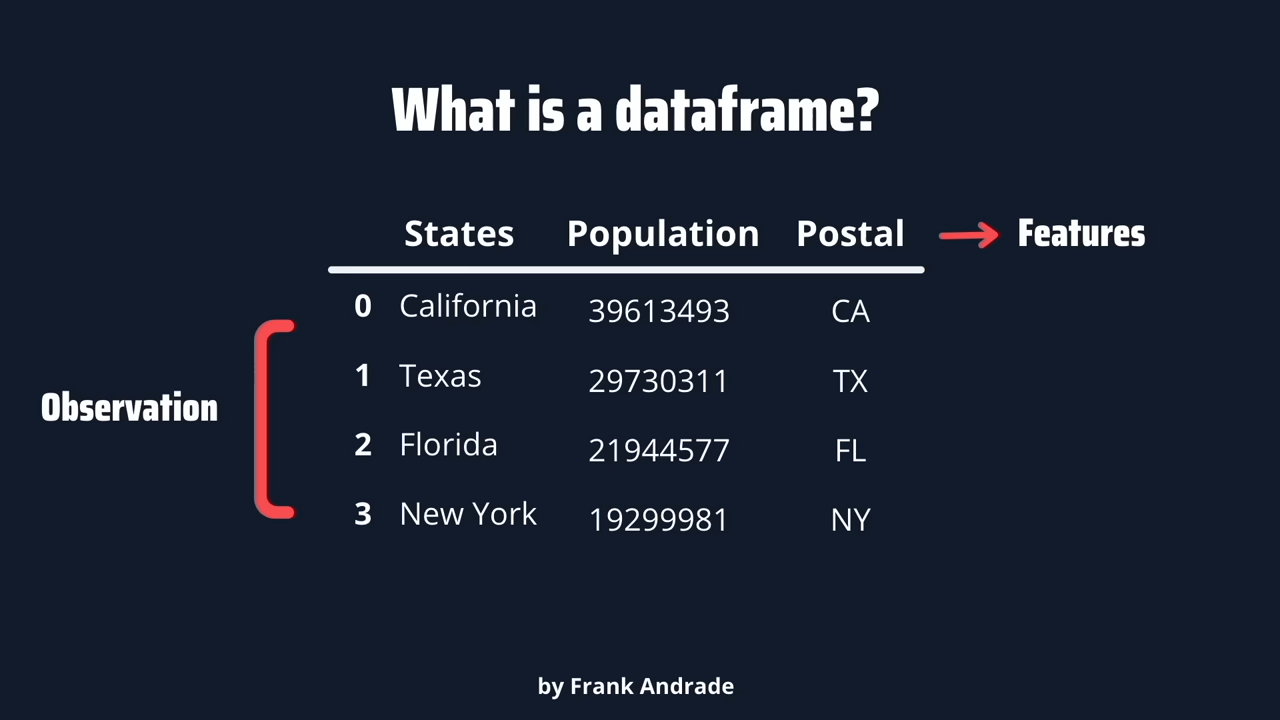 What is a dataframe?
States Population Postal Features
0 California 39613493 CA
1 Texas 29730311 TX
Observation
2 Florida 21944577 FL
3 New York 19299981 NY
by Frank Andrade